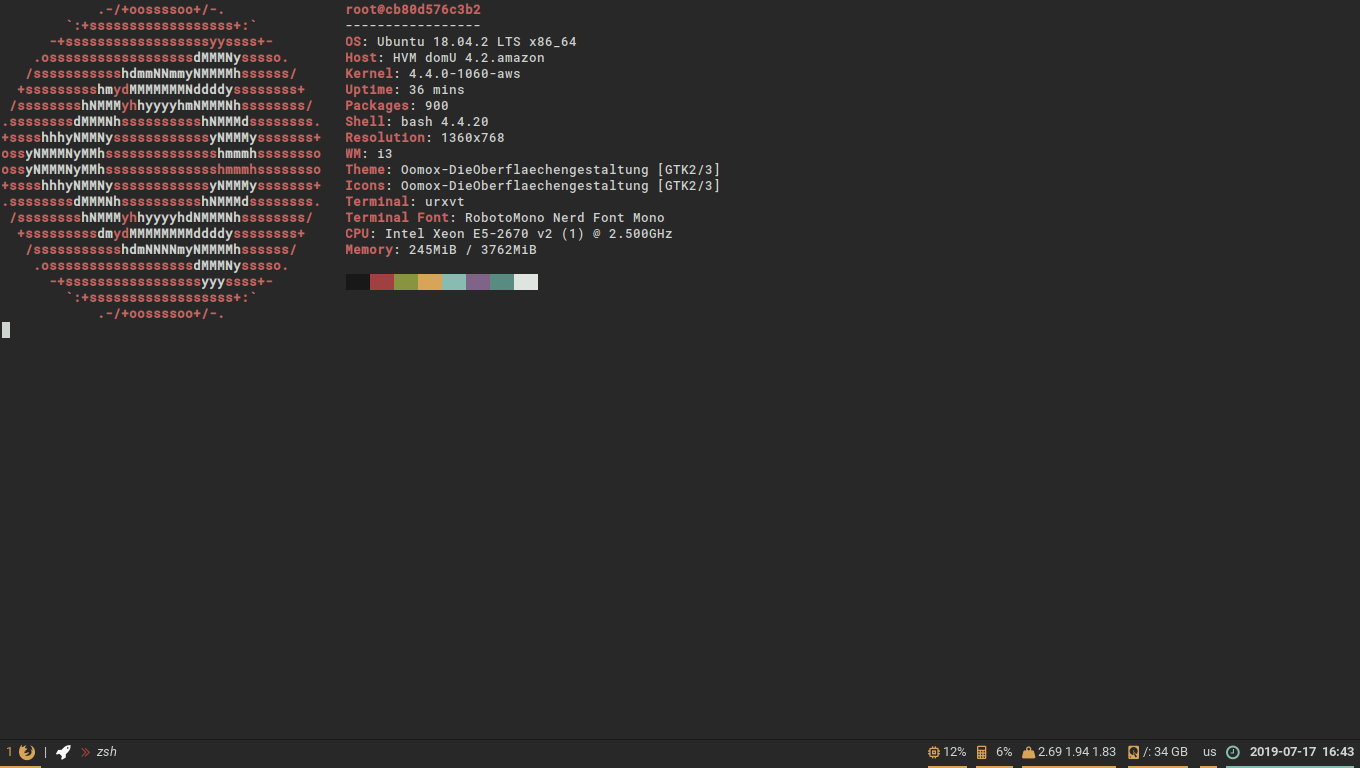 .-/+oossssoo+/-.
root@cb80d576c3b2
`:+ssssssssssssssssss+:`
-----------------
-+ssssssssssssssssssyyssss+-
OS: Ubuntu 18.04.2 LTS x86_64
.ossssssssssssssssssdMMMNysssso.
Host: HVM domU 4.2.amazon
/ssssssssssshdmmNNmmyNMMMMhssssss/
Kernel: 4.4.0-1060-aws
+ssssssssshmydMMMMMMMNddddyssssssss+
Uptime: 36 mins
/sssssssshNMMMyhhyyyyhmNMMMNhssssssss/
Packages: 900
.ssssssssdMMMNhsssssssssshNMMMdssssssss.
Shell: bash 4.4.20
+sssshhhyNMMNyssssssssssssyNMMMysssssss+
Resolution: 1360x768
ossyNMMMNyMMhsssssssssssssshmmmhssssssso
WM: i3
ossyNMMMNyMMhsssssssssssssshmmmhssssssso
Theme: Oomox-DieOberflaechengestaltung [GTK2/3]
+sssshhhyNMMNyssssssssssssyNMMMysssssss+
Icons: Oomox-DieOberflaechengestaltung [GTK2/3]
.ssssssssdMMMNhsssssssssshNMMMdssssssss.
Terminal: urxvt
/sssssssshNMMMyhhyyyyhdNMMMNhssssssss/
Terminal Font: RobotoMono Nerd Font Mono
+sssssssssdmydMMMMMMMMddddyssssssss+
CPU: Intel Xeon E5-2670 v2 (1) @ 2.500GHz
/ssssssssssshdmNNNNmyNMMMMhssssss/
Memory: 245MiB / 3762MiB
.ossssssssssssssssssdMMMNysssso.
-+sssssssssssssssssyyyssss+-
`:+ssssssssssssssssss+:`
.-/+oossssoo+/-.
1 | zsh 12% 6% 2.69 1.94 1.83 /: 34 GB us 2019-07-17 16:43